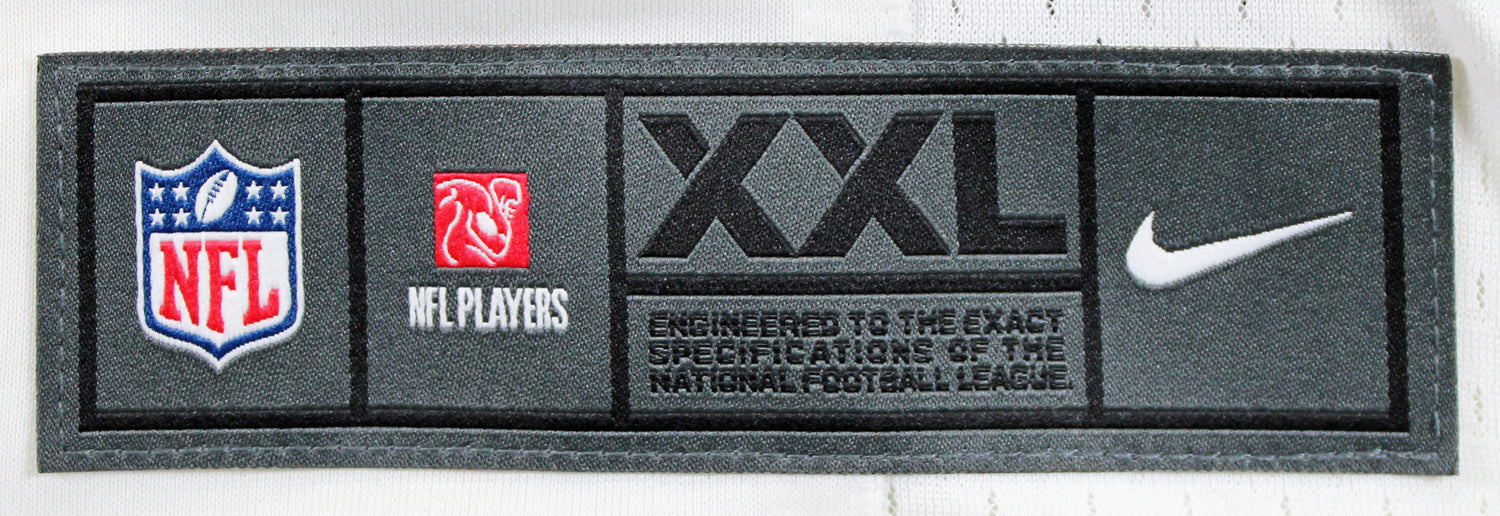 NFL
NFL PLAYERS
XXL
ENGINEERED TO THE EXACT
SPECIFICATIONS OF THE
NATIONAL FOOTBALL LEAGUE.